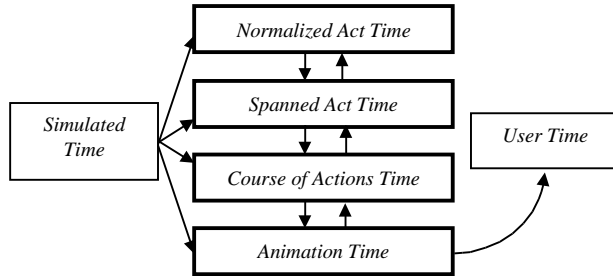 Normalized Act Time
Spanned Act Time
Simulated
Time
User Time
Course of Actions Time
Animation Time